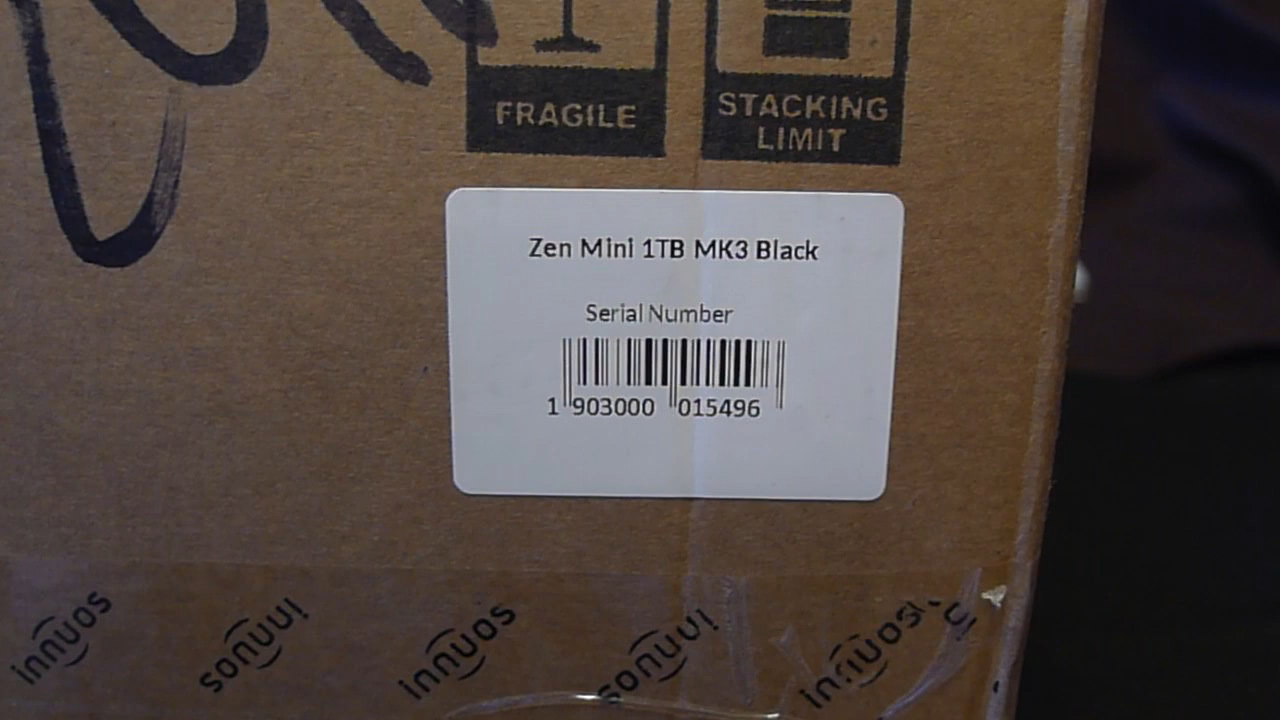 FRAGILE
STACKING
LIMIT
Zen Mini 1TB MK3 Black
Serial Number
1 903000 015496
innuos innuos innuos innuos innuos